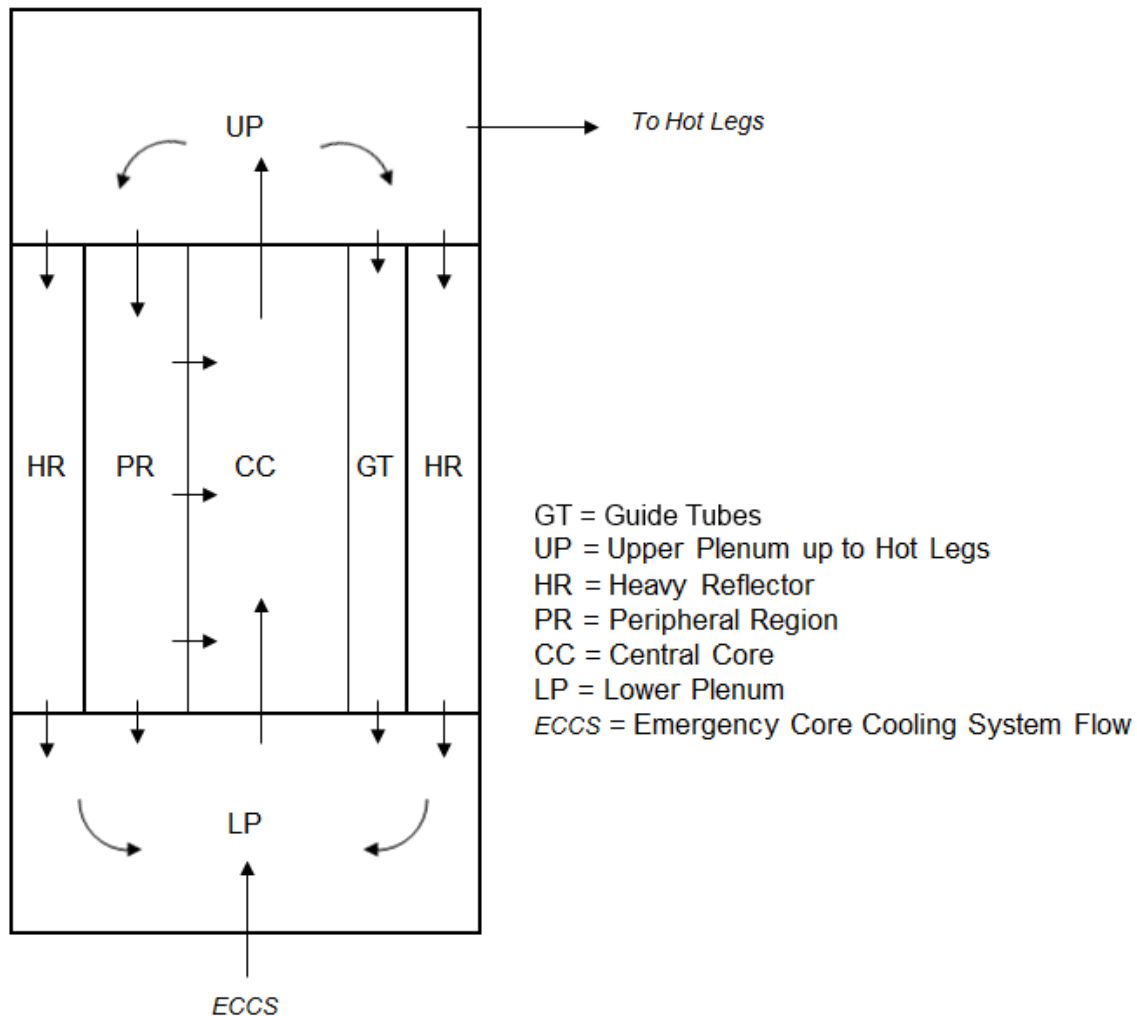 UP
To Hot Legs
HR PR CC GT HR
GT = Guide Tubes
UP = Upper Plenum up to Hot Legs
HR = Heavy Reflector
PR = Peripheral Region
CC = Central Core
LP = Lower Plenum
ECCS = Emergency Core Cooling System Flow
LP
ECCS